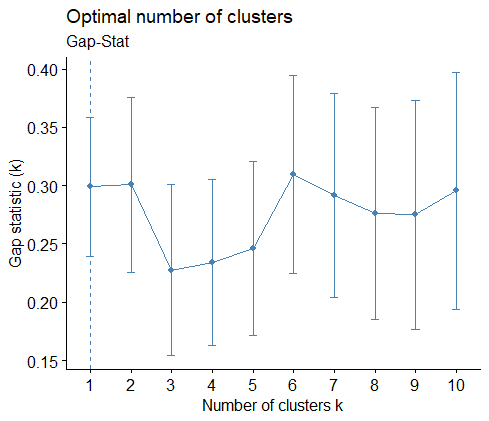 Optimal number of clusters
Gap-Stat
0.40
0.35
0.30
0.25
0.20
0.15
Gap statistic (k)
1 2 3 4 5 6 7 8 9 10
Number of clusters k